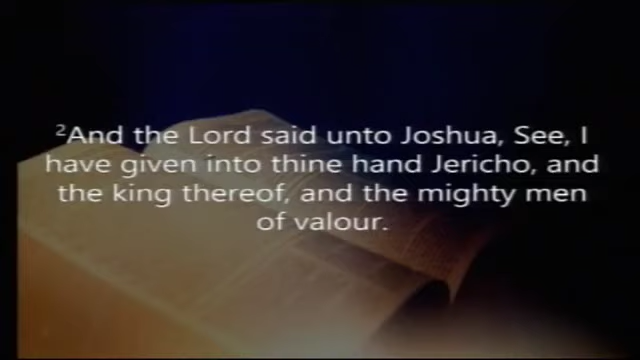 ²And the Lord said unto Joshua, See, I
have given into thine hand Jericho, and
the king thereof, and the mighty men
of valour.